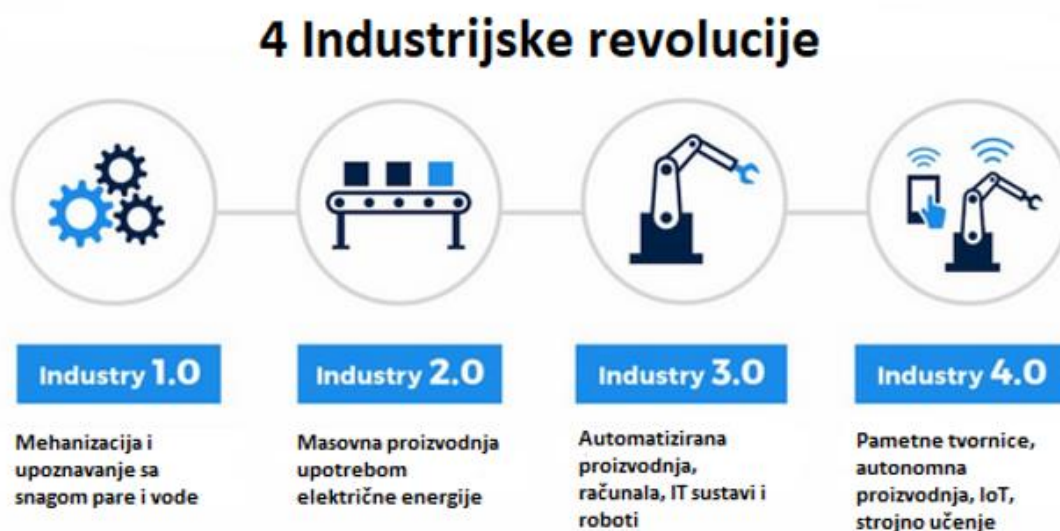 4 Industrijske revolucije
Industry 1.0
Industry 2.0
Industry 3.0
Industry 4.0
Mehanizacija i
upoznavanje sa
snagom pare i vode
Masovna proizvodnja
upotrebom
električne energije
Automatizirana
proizvodnja,
računala, IT sustavi i
roboti
Pametne tvornice,
autonomna
proizvodnja, IoT,
strojno učenje